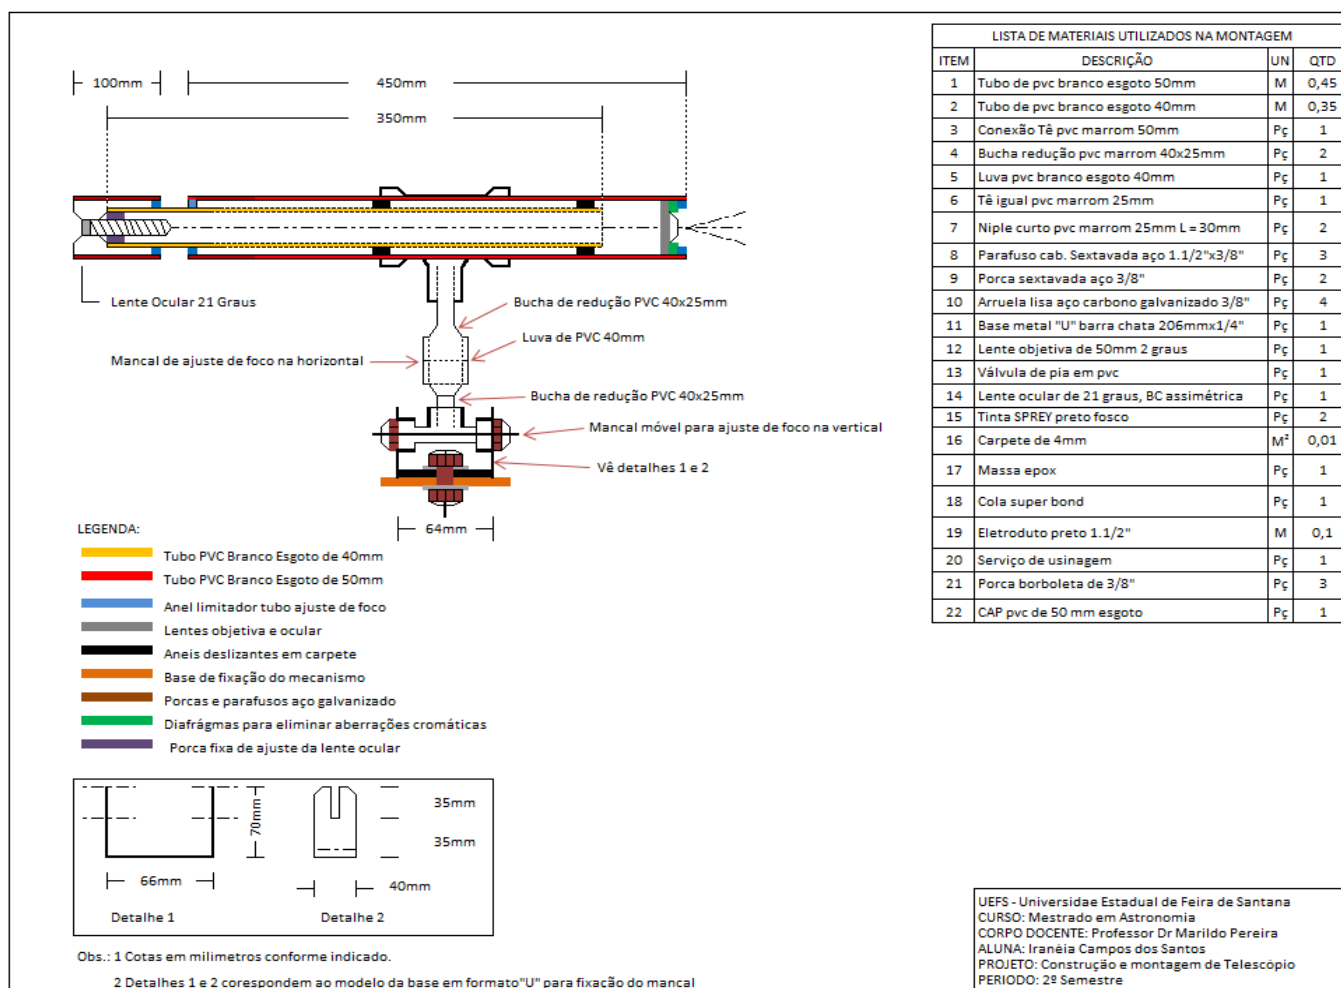 100mm
450mm
350mm
Lente Ocular 21 Graus
Bucha de redução PVC 40x25mm
Luva de PVC 40mm
Mancal de ajuste de foco na horizontal
Bucha de redução PVC 40x25mm
Mancal móvel para ajuste de foco na vertical
Vê detalhes 1 e 2
64mm
LEGENDA:
Tubo PVC Branco Esgoto de 40mm
Tubo PVC Branco Esgoto de 50mm
Anel limitador tubo ajuste de foco
Lentes objetiva e ocular
Aneis deslizantes em carpete
Base de fixação do mecanismo
Porcas e parafusos aço galvanizado
Diafrágmas para eliminar aberrações cromáticas
Porca fixa de ajuste da lente ocular
70mm
35mm
35mm
66mm
40mm
Detalhe 1
Detalhe 2
Obs.: 1 Cotas em milimetros conforme indicado.
2 Detalhes 1 e 2 corespondem ao modelo da base em formato"U" para fixação do mancal
LISTA DE MATERIAIS UTILIZADOS NA MONTAGEM
ITEM DESCRIÇÃO UN QTD
1 Tubo de pvc branco esgoto 50mm M 0,45
2 Tubo de pvc branco esgoto 40mm M 0,35
3 Conexão Tê pvc marrom 50mm Pç 1
4 Bucha redução pvc marrom 40x25mm Pç 2
5 Luva pvc branco esgoto 40mm Pç 1
6 Tê igual pvc marrom 25mm Pç 1
7 Niple curto pvc marrom 25mm L = 30mm Pç 2
8 Parafuso cab. Sextavada aço 1.1/2"x3/8" Pç 3
9 Porca sextavada aço 3/8" Pç 2
10 Arruela lisa aço carbono galvanizado 3/8" Pç 4
11 Base metal "U" barra chata 206mmx1/4" Pç 1
12 Lente objetiva de 50mm 2 graus Pç 1
13 Válvula de pia em pvc Pç 1
14 Lente ocular de 21 graus, BC assimétrica Pç 1
15 Tinta SPREY preto fosco Pç 2
16 Carpete de 4mm M² 0,01
17 Massa epox Pç 1
18 Cola super bond Pç 1
19 Eletroduto preto 1.1/2" M 0,1
20 Serviço de usinagem Pç 1
21 Porca borboleta de 3/8" Pç 3
22 CAP pvc de 50 mm esgoto Pç 1
UEFS - Universidae Estadual de Feira de Santana
CURSO: Mestrado em Astronomia
CORPO DOCENTE: Professor Dr Marildo Pereira
ALUNA: Iranéia Campos dos Santos
PROJETO: Construção e montagem de Telescópio
PERIODO: 2º Semestre